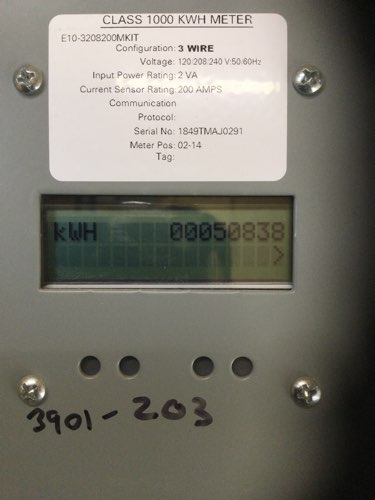 CLASS 1000 KWH METER
E10-3208200MKIT
Configuration: 3 WIRE
Voltage: 120:208:240 V:50:60Hz
Input Power Rating: 2 VA
Current Sensor Rating: 200 AMPS
Communication
Protocol:
Serial No: 1849TMAJ0291
Meter Pos: 02-14
Tag:
kWH 00050838
>
3901-203